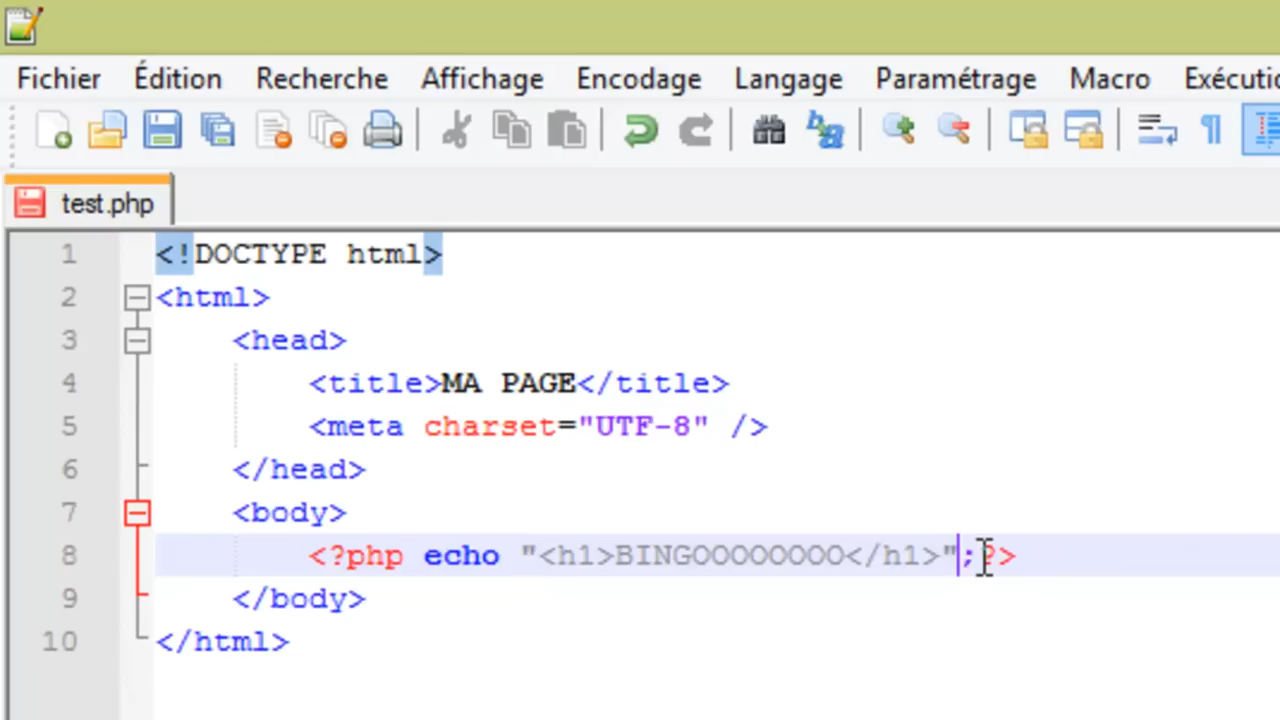 Fichier Édition Recherche Affichage Encodage Langage Paramétrage Macro Exécuti
test.php
1 <!DOCTYPE html>
2 <html>
3 <head>
4 <title>MA PAGE</title>
5 <meta charset="UTF-8" />
6 </head>
7 <body>
8 <?php echo "<h1>BINGOOOOOOOO</h1>";?>
9 </body>
10 </html>